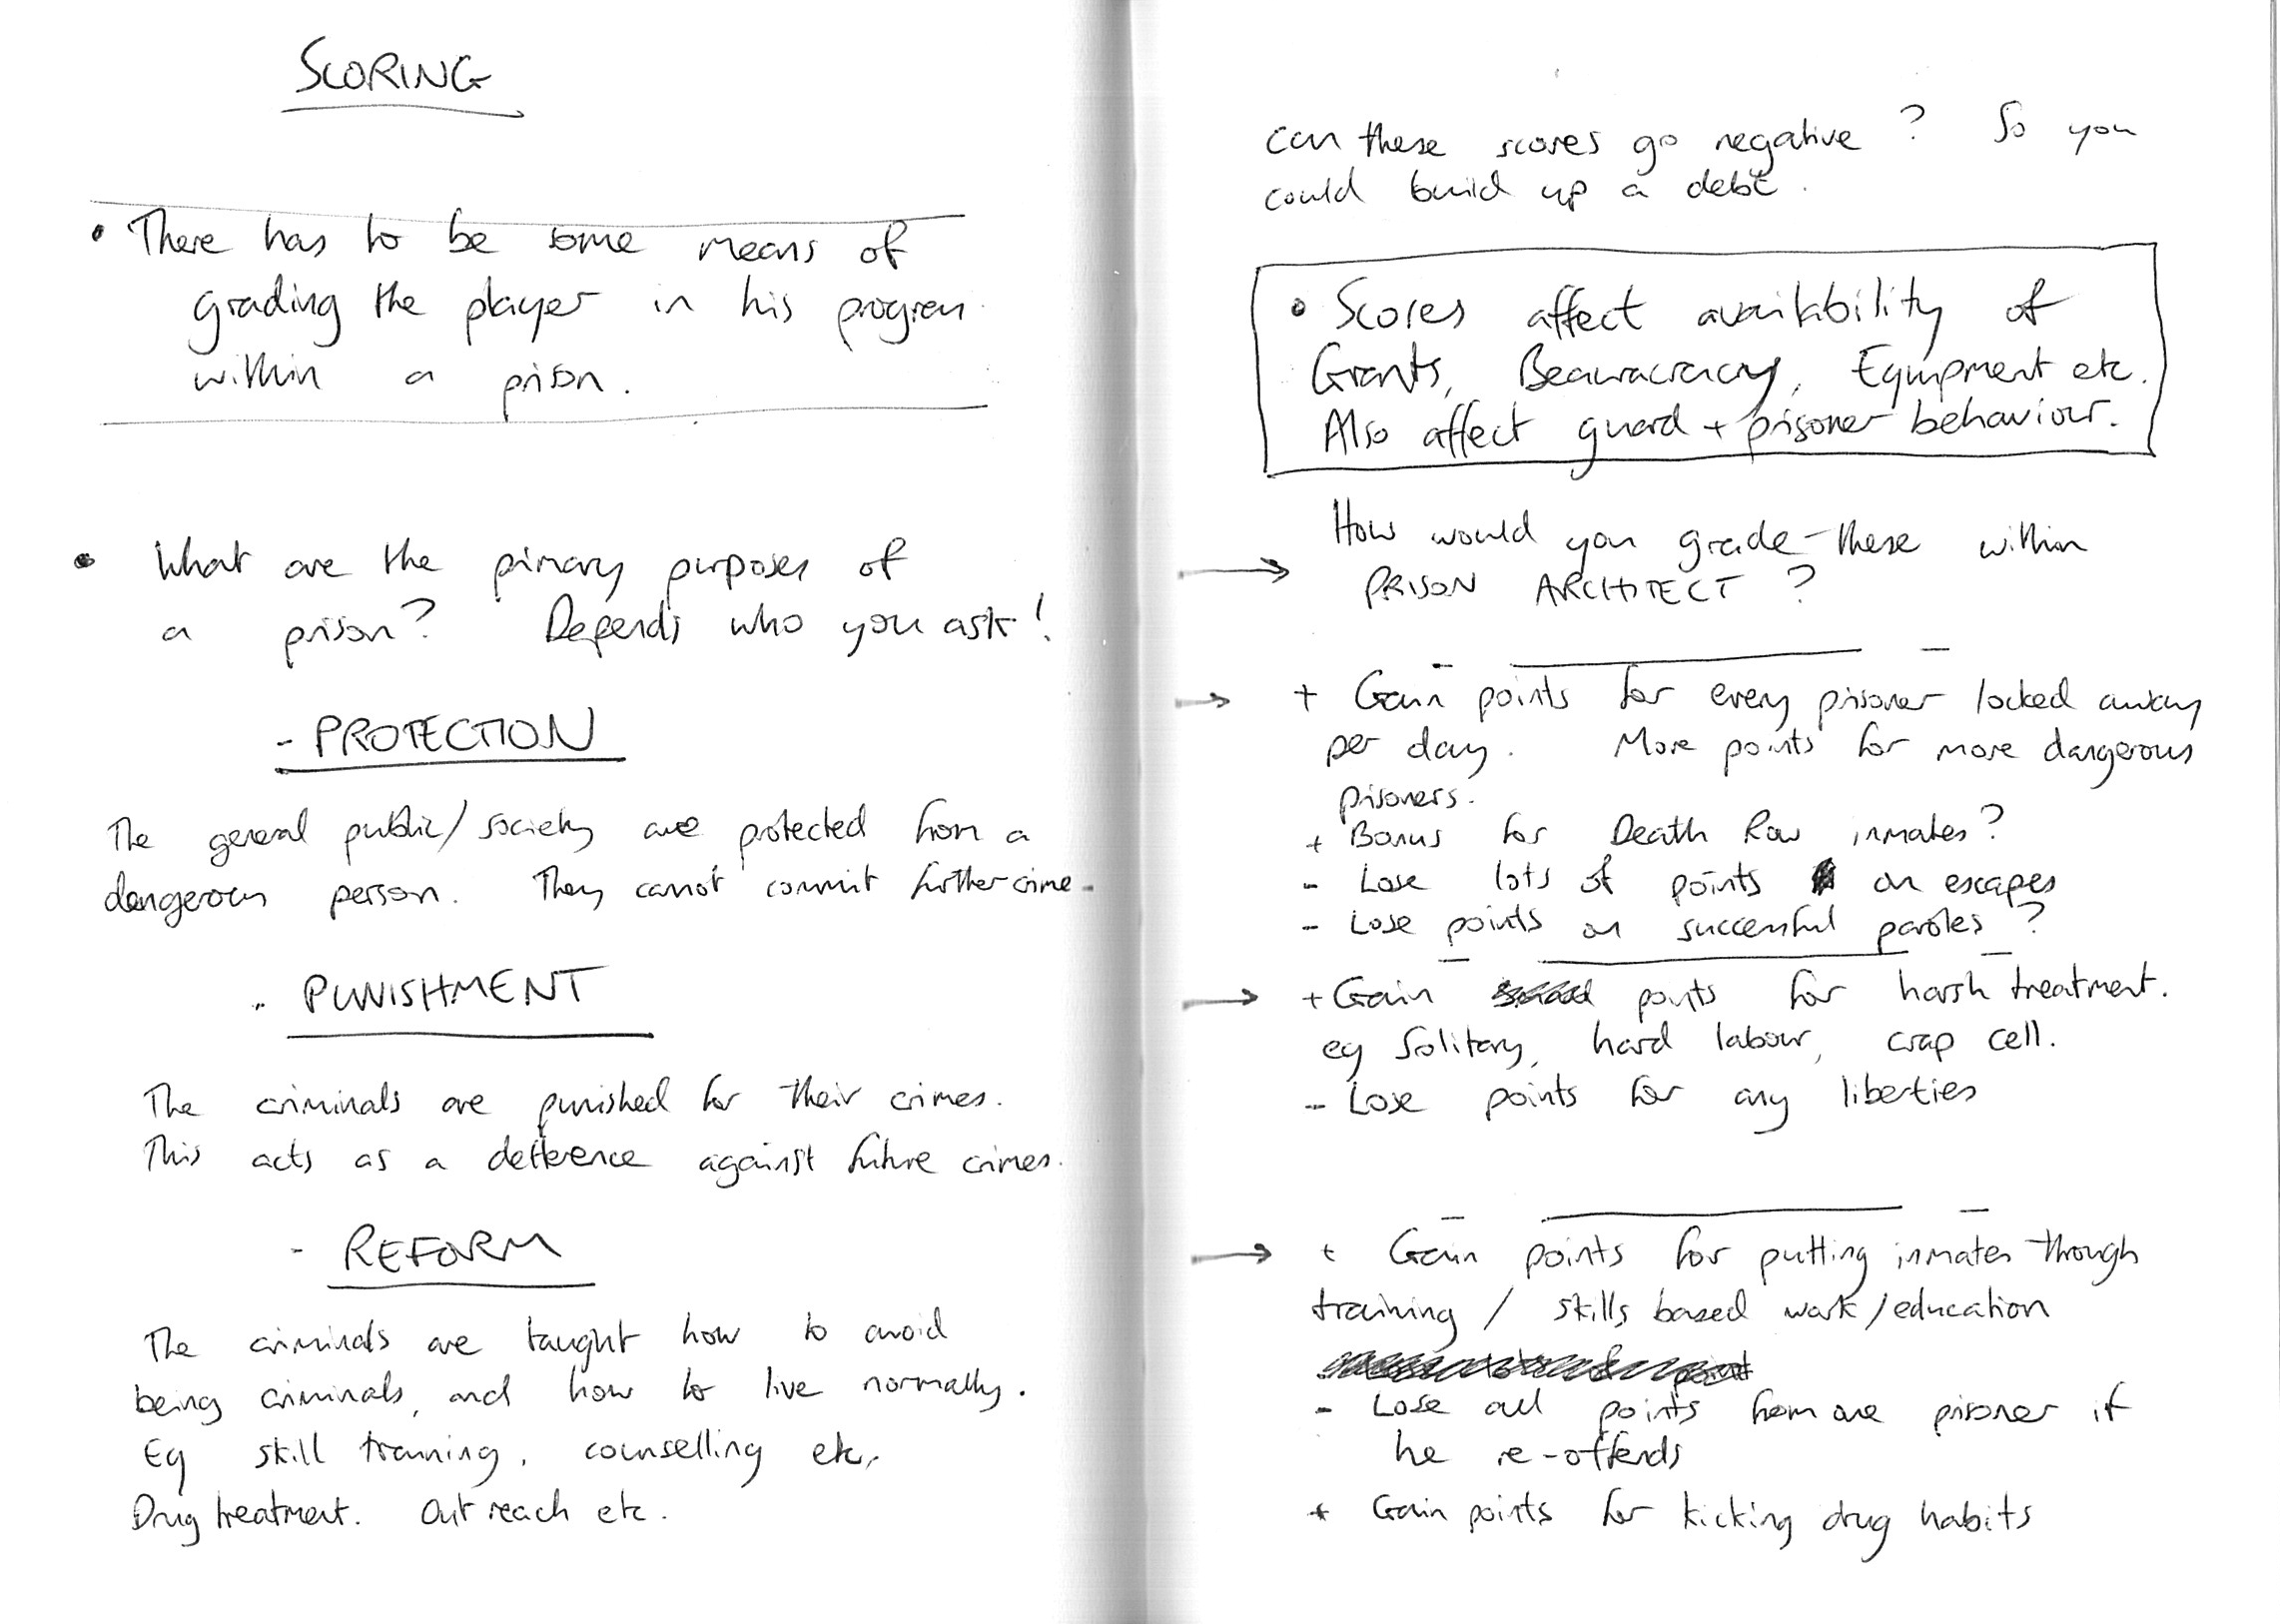 SCORING
• There has to be some means of
grading the player in his progress
within a prison.
• What are the primary purposes of
a prison? Depends who you ask!
- PROTECTION
The general public/society are protected from a
dangerous person. They cannot commit further crime.
- PUNISHMENT
The criminals are punished for their crimes.
This acts as a detterence against future crimes.
- REFORM
The criminals are taught how to avoid
being criminals, and how to live normally.
Eg skill training, counselling etc,
Drug treatment. Out reach etc.
Can these scores go negative? So you
could build up a debt.
• Scores affect availibility of
Grants, Beauracracy, Equipment etc.
Also affect guard + prisoner behaviour.
How would you grade these within
PRISON ARCHITECT?
+ Gain points for every prisoner locked away
per day. More points for more dangerous
prisoners.
+ Bonus for Death Row inmates?
- Lose lots of points on escapes
- Lose points on successful paroles?
+ Gain points for harsh treatment.
eg Solitary, hard labour, crap cell.
- Lose points for any liberties
+ Gain points for putting inmates through
training / skills based work/education
- Lose all points from one prisoner if
he re-offends
+ Gain points for kicking drug habits